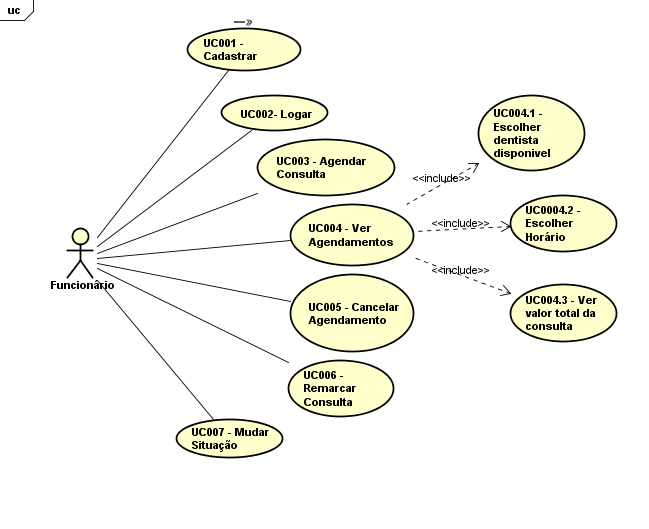 uc
UC001 -
Cadastrar
UC002- Logar
UC003 - Agendar
Consulta
UC004 - Ver
Agendamentos
UC005 - Cancelar
Agendamento
UC006 -
Remarcar
Consulta
UC007 - Mudar
Situação
Funcionário
<<include>>
<<include>>
<<include>>
UC004.1 -
Escolher
dentista
disponivel
UC0004.2 -
Escolher
Horário
UC004.3 - Ver
valor total da
consulta